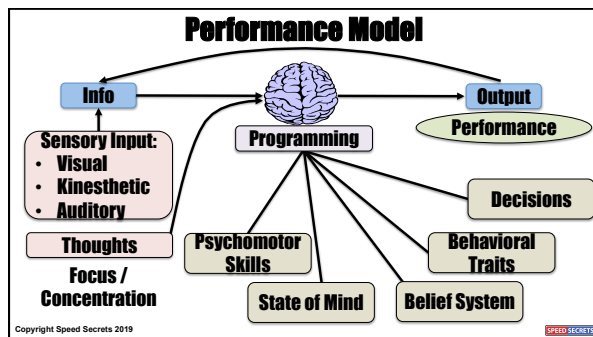 Performance Model
Info
Output
Performance
Programming
Sensory Input:
• Visual
• Kinesthetic
• Auditory
Thoughts
Focus /
Concentration
Psychomotor
Skills
State of Mind
Belief System
Behavioral
Traits
Decisions
Copyright Speed Secrets 2019
SPEED SECRETS